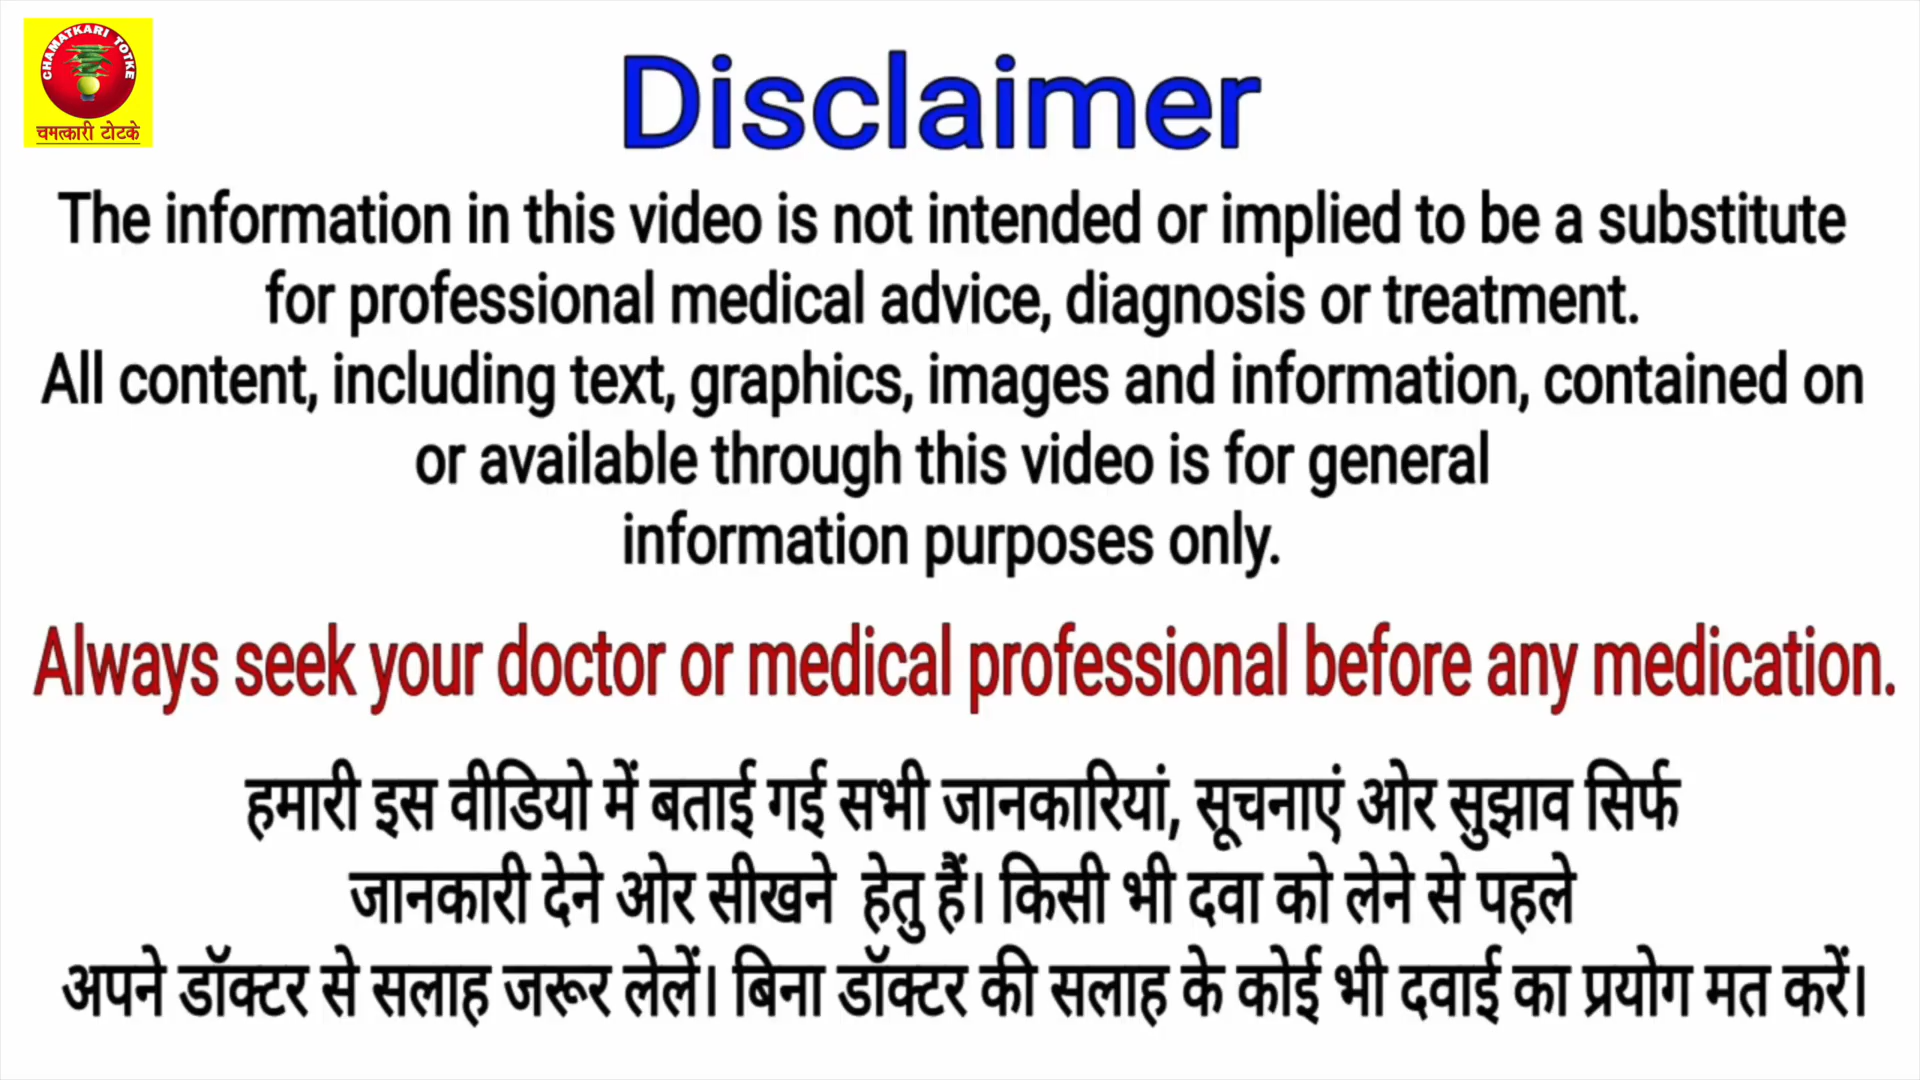 CHAMATKARI TOTKE
चमत्कारी टोटके
Disclaimer
The information in this video is not intended or implied to be a substitute
for professional medical advice, diagnosis or treatment.
All content, including text, graphics, images and information, contained on
or available through this video is for general
information purposes only.
Always seek your doctor or medical professional before any medication.
हमारी इस वीडियो में बताई गई सभी जानकारियां, सूचनाएं ओर सुझाव सिर्फ
जानकारी देने ओर सीखने हेतु हैं। किसी भी दवा को लेने से पहले
अपने डॉक्टर से सलाह जरूर लेलें। बिना डॉक्टर की सलाह के कोई भी दवाई का प्रयोग मत करें।